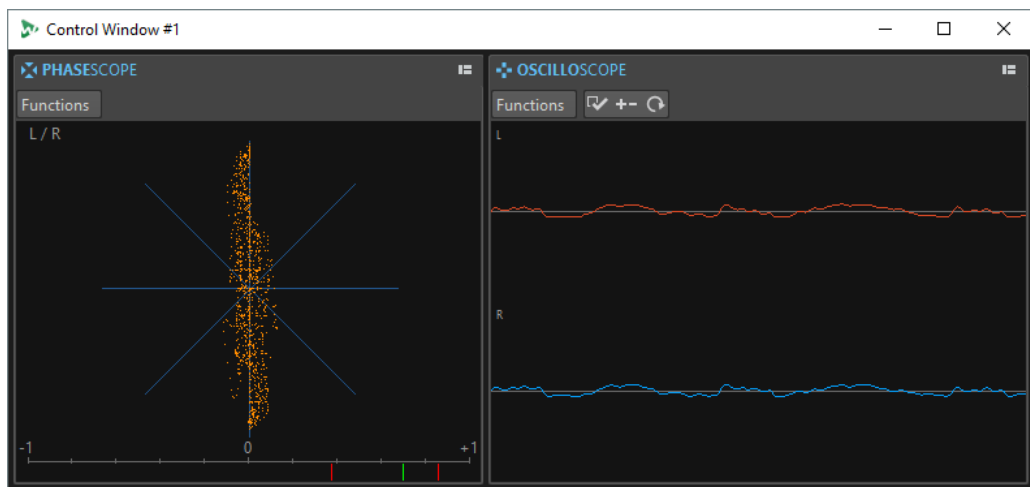 Control Window #1
PHASESCOPE
Functions
L / R
-1 0 +1
OSCILLOSCOPE
Functions
L
R